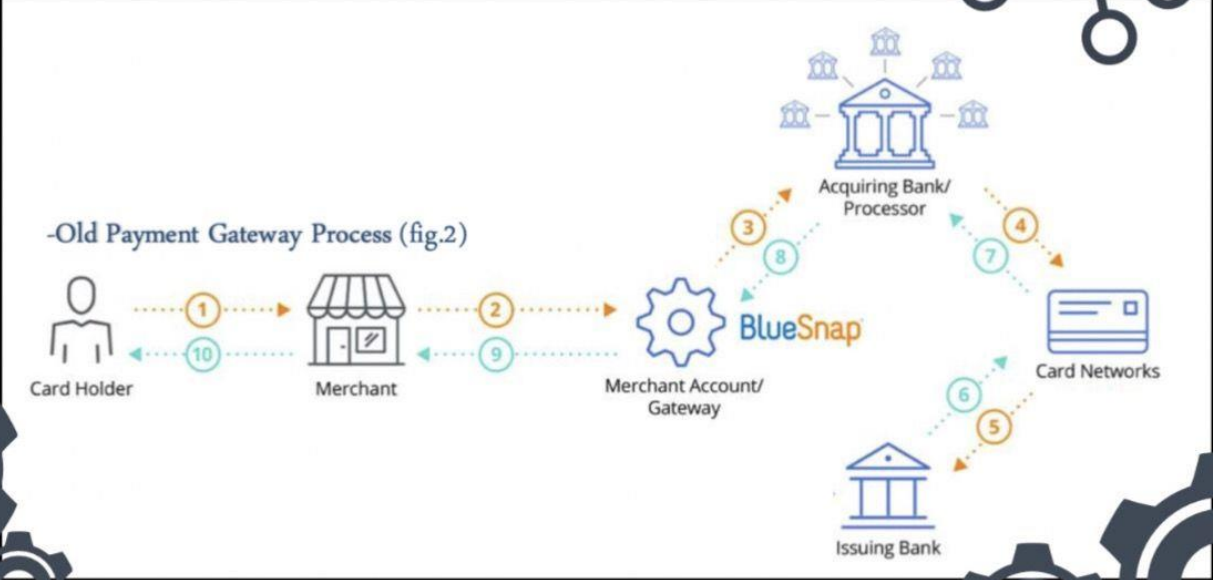 Acquiring Bank/
Processor
-Old Payment Gateway Process (fig.2)
3
4
8
7
1
2
10
9
BlueSnap
Card Holder
Merchant
Merchant Account/
Gateway
Card Networks
6
5
Issuing Bank